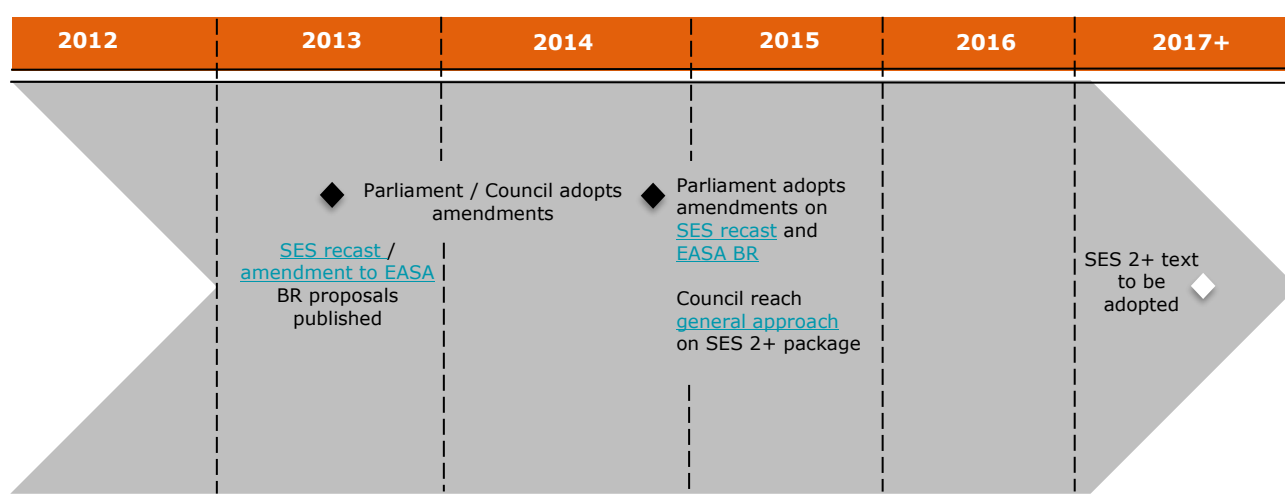 2012
2013
2014
2015
2016
2017+
Parliament / Council adopts
amendments
SES recast /
amendment to EASA
BR proposals
published
Parliament adopts
amendments on
SES recast and
EASA BR
Council reach
general approach
on SES 2+ package
SES 2+ text
to be
adopted